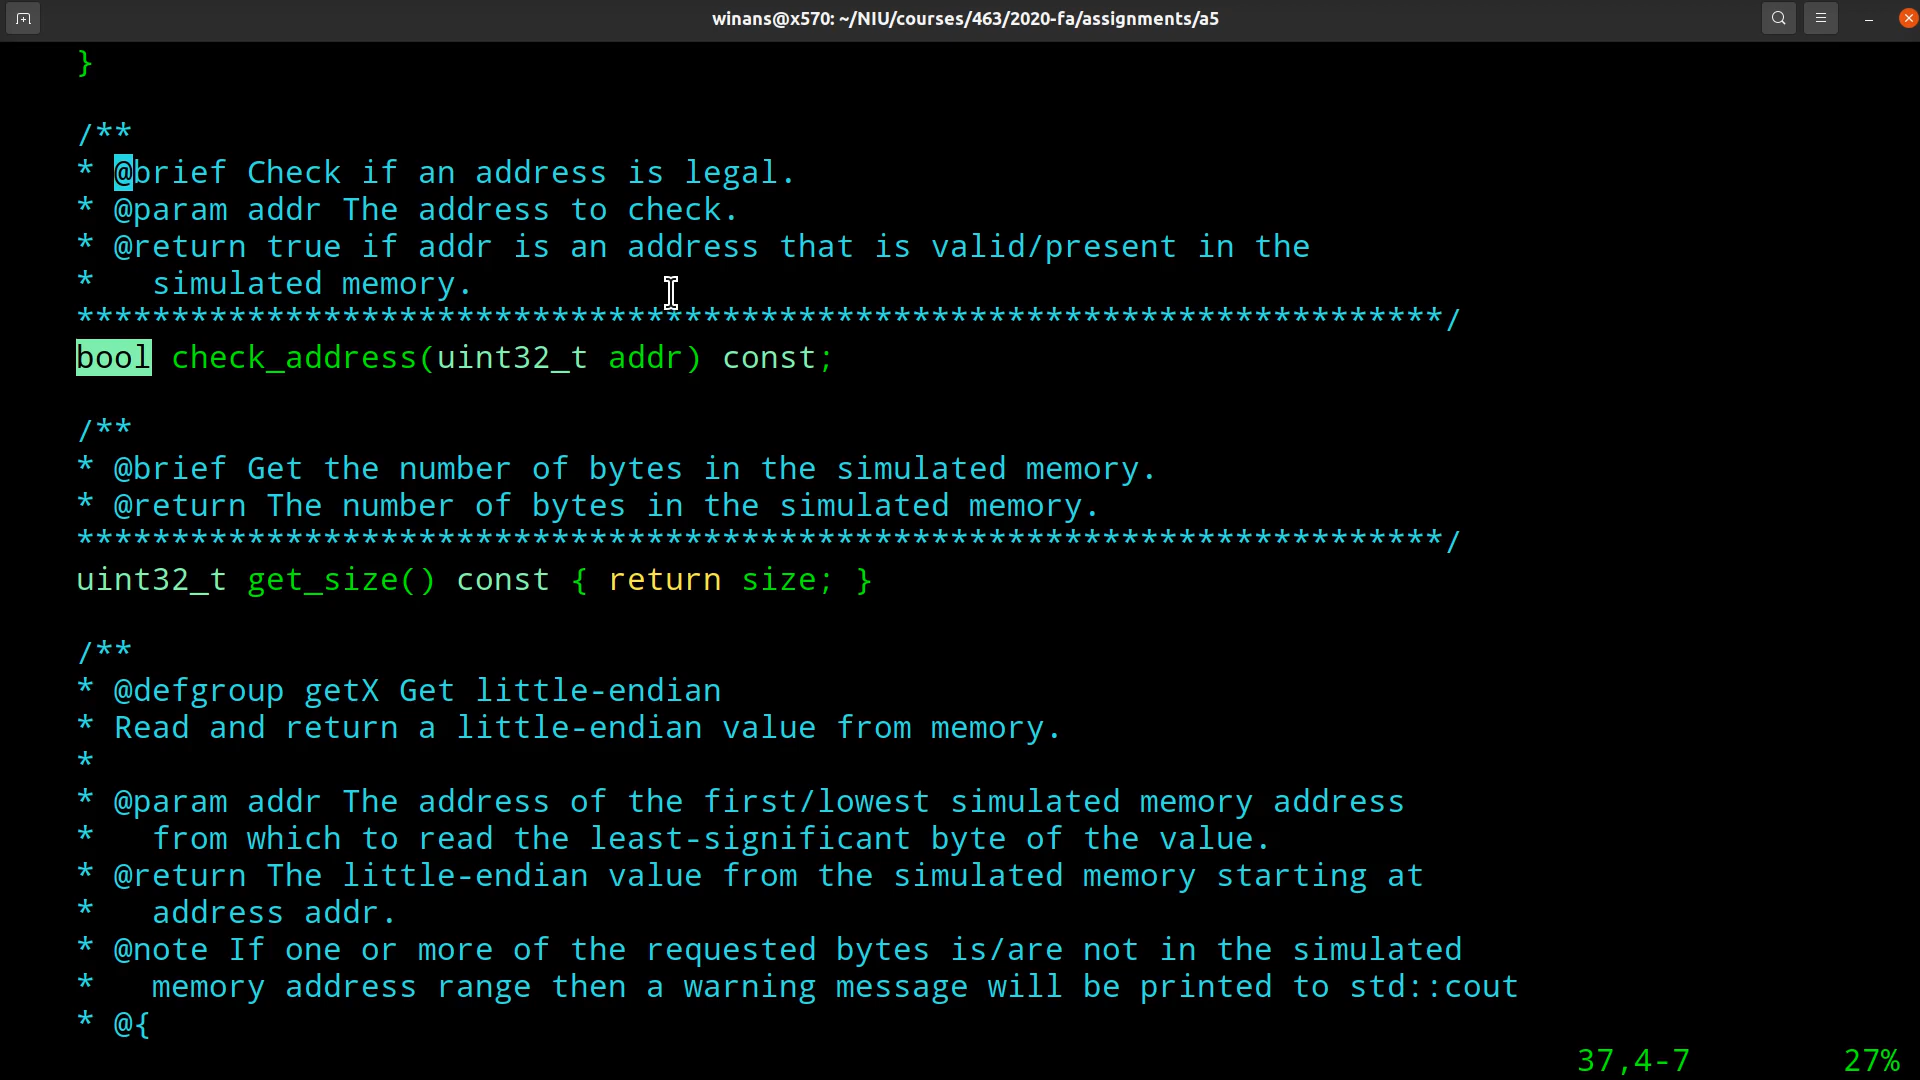 winans@x570: ~/NIU/courses/463/2020-fa/assignments/a5
}
/**
* @brief Check if an address is legal.
* @param addr The address to check.
* @return true if addr is an address that is valid/present in the
*   simulated memory.
************************************************************************/
bool check_address(uint32_t addr) const;
/**
* @brief Get the number of bytes in the simulated memory.
* @return The number of bytes in the simulated memory.
************************************************************************/
uint32_t get_size() const { return size; }
/**
* @defgroup getX Get little-endian
* Read and return a little-endian value from memory.
*
* @param addr The address of the first/lowest simulated memory address
*   from which to read the least-significant byte of the value.
* @return The little-endian value from the simulated memory starting at
*   address addr.
* @note If one or more of the requested bytes is/are not in the simulated
*   memory address range then a warning message will be printed to std::cout
* @{
37,4-7 27%